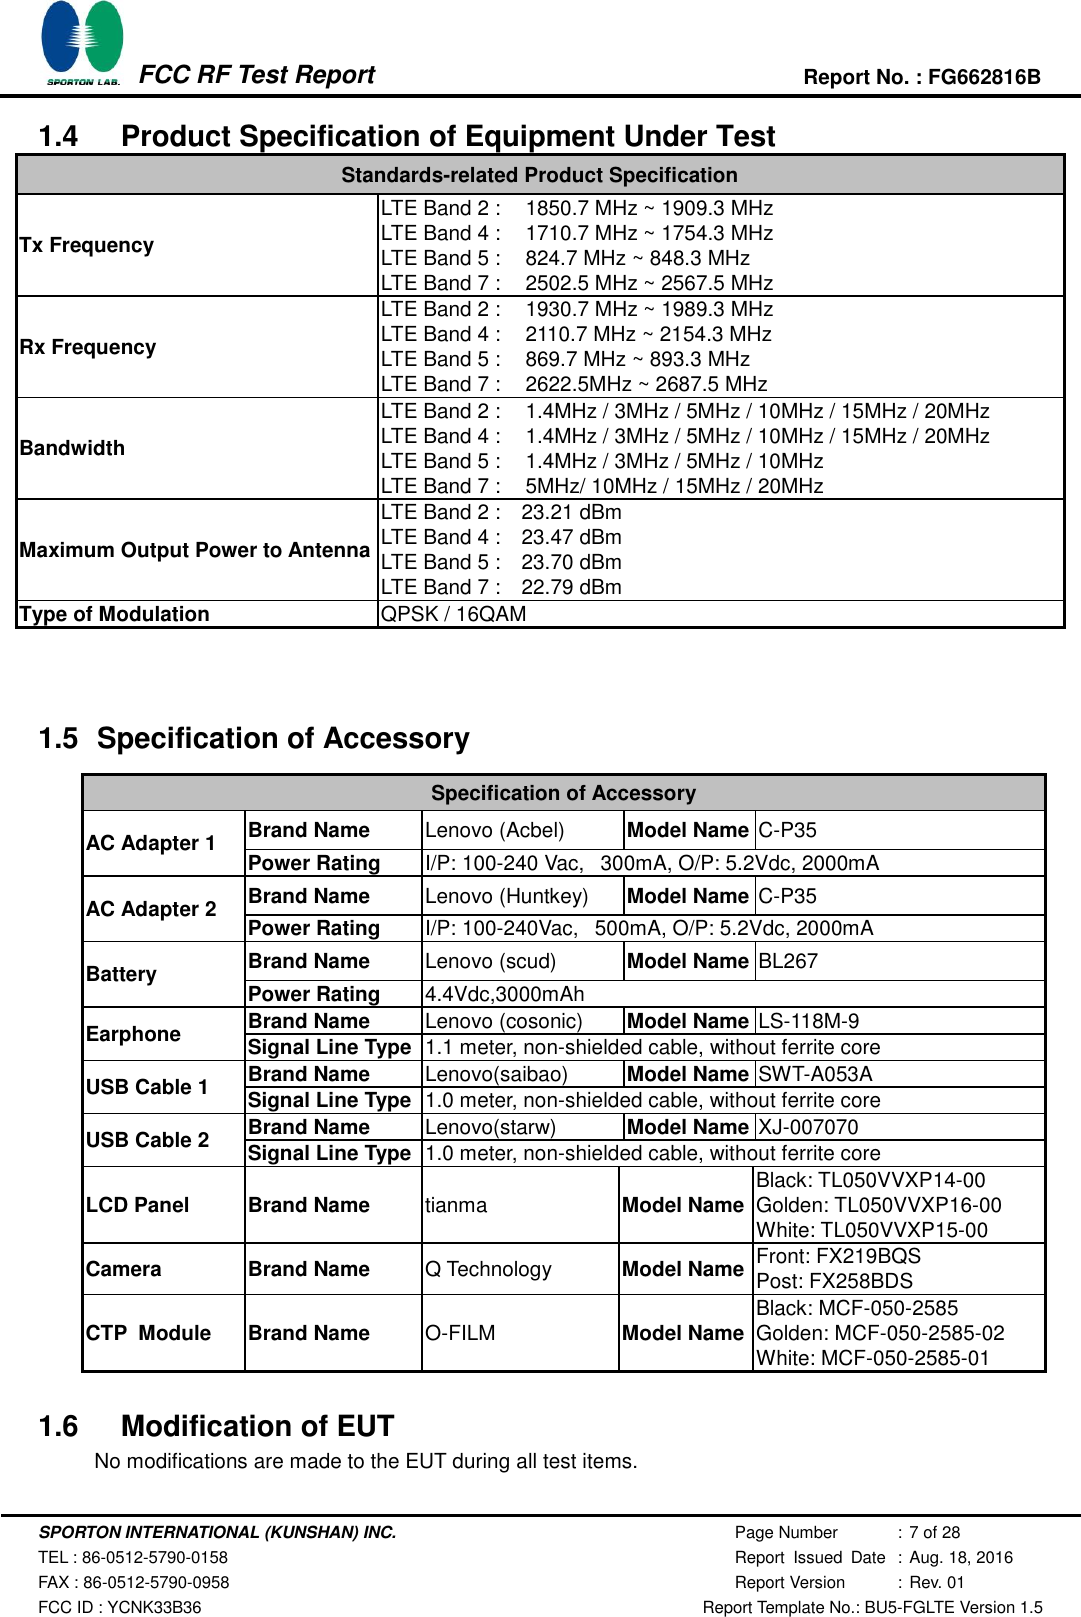 SPORTON LAB.
FCC RF Test Report
Report No. : FG662816B
1.4 Product Specification of Equipment Under Test
Standards-related Product Specification
Tx Frequency
LTE Band 2 : 1850.7 MHz ~ 1909.3 MHz
LTE Band 4 : 1710.7 MHz ~ 1754.3 MHz
LTE Band 5 : 824.7 MHz ~ 848.3 MHz
LTE Band 7 : 2502.5 MHz ~ 2567.5 MHz
Rx Frequency
LTE Band 2 : 1930.7 MHz ~ 1989.3 MHz
LTE Band 4 : 2110.7 MHz ~ 2154.3 MHz
LTE Band 5 : 869.7 MHz ~ 893.3 MHz
LTE Band 7 : 2622.5MHz ~ 2687.5 MHz
Bandwidth
LTE Band 2 : 1.4MHz / 3MHz / 5MHz / 10MHz / 15MHz / 20MHz
LTE Band 4 : 1.4MHz / 3MHz / 5MHz / 10MHz / 15MHz / 20MHz
LTE Band 5 : 1.4MHz / 3MHz / 5MHz / 10MHz
LTE Band 7 : 5MHz/ 10MHz / 15MHz / 20MHz
Maximum Output Power to Antenna
LTE Band 2 : 23.21 dBm
LTE Band 4 : 23.47 dBm
LTE Band 5 : 23.70 dBm
LTE Band 7 : 22.79 dBm
Type of Modulation QPSK / 16QAM
1.5 Specification of Accessory
Specification of Accessory
AC Adapter 1
Brand Name Lenovo (Acbel) Model Name C-P35
Power Rating I/P: 100-240 Vac, 300mA, O/P: 5.2Vdc, 2000mA
AC Adapter 2
Brand Name Lenovo (Huntkey) Model Name C-P35
Power Rating I/P: 100-240Vac, 500mA, O/P: 5.2Vdc, 2000mA
Battery
Brand Name Lenovo (scud) Model Name BL267
Power Rating 4.4Vdc,3000mAh
Earphone
Brand Name Lenovo (cosonic) Model Name LS-118M-9
Signal Line Type 1.1 meter, non-shielded cable, without ferrite core
USB Cable 1
Brand Name Lenovo(saibao) Model Name SWT-A053A
Signal Line Type 1.0 meter, non-shielded cable, without ferrite core
USB Cable 2
Brand Name Lenovo(starw) Model Name XJ-007070
Signal Line Type 1.0 meter, non-shielded cable, without ferrite core
LCD Panel Brand Name tianma Model Name
Black: TL050VVXP14-00
Golden: TL050VVXP16-00
White: TL050VVXP15-00
Camera Brand Name Q Technology Model Name
Front: FX219BQS
Post: FX258BDS
CTP Module Brand Name O-FILM Model Name
Black: MCF-050-2585
Golden: MCF-050-2585-02
White: MCF-050-2585-01
1.6 Modification of EUT
No modifications are made to the EUT during all test items.
SPORTON INTERNATIONAL (KUNSHAN) INC. Page Number : 7 of 28
TEL : 86-0512-5790-0158 Report Issued Date : Aug. 18, 2016
FAX : 86-0512-5790-0958 Report Version : Rev. 01
FCC ID : YCNK33B36 Report Template No.: BU5-FGLTE Version 1.5